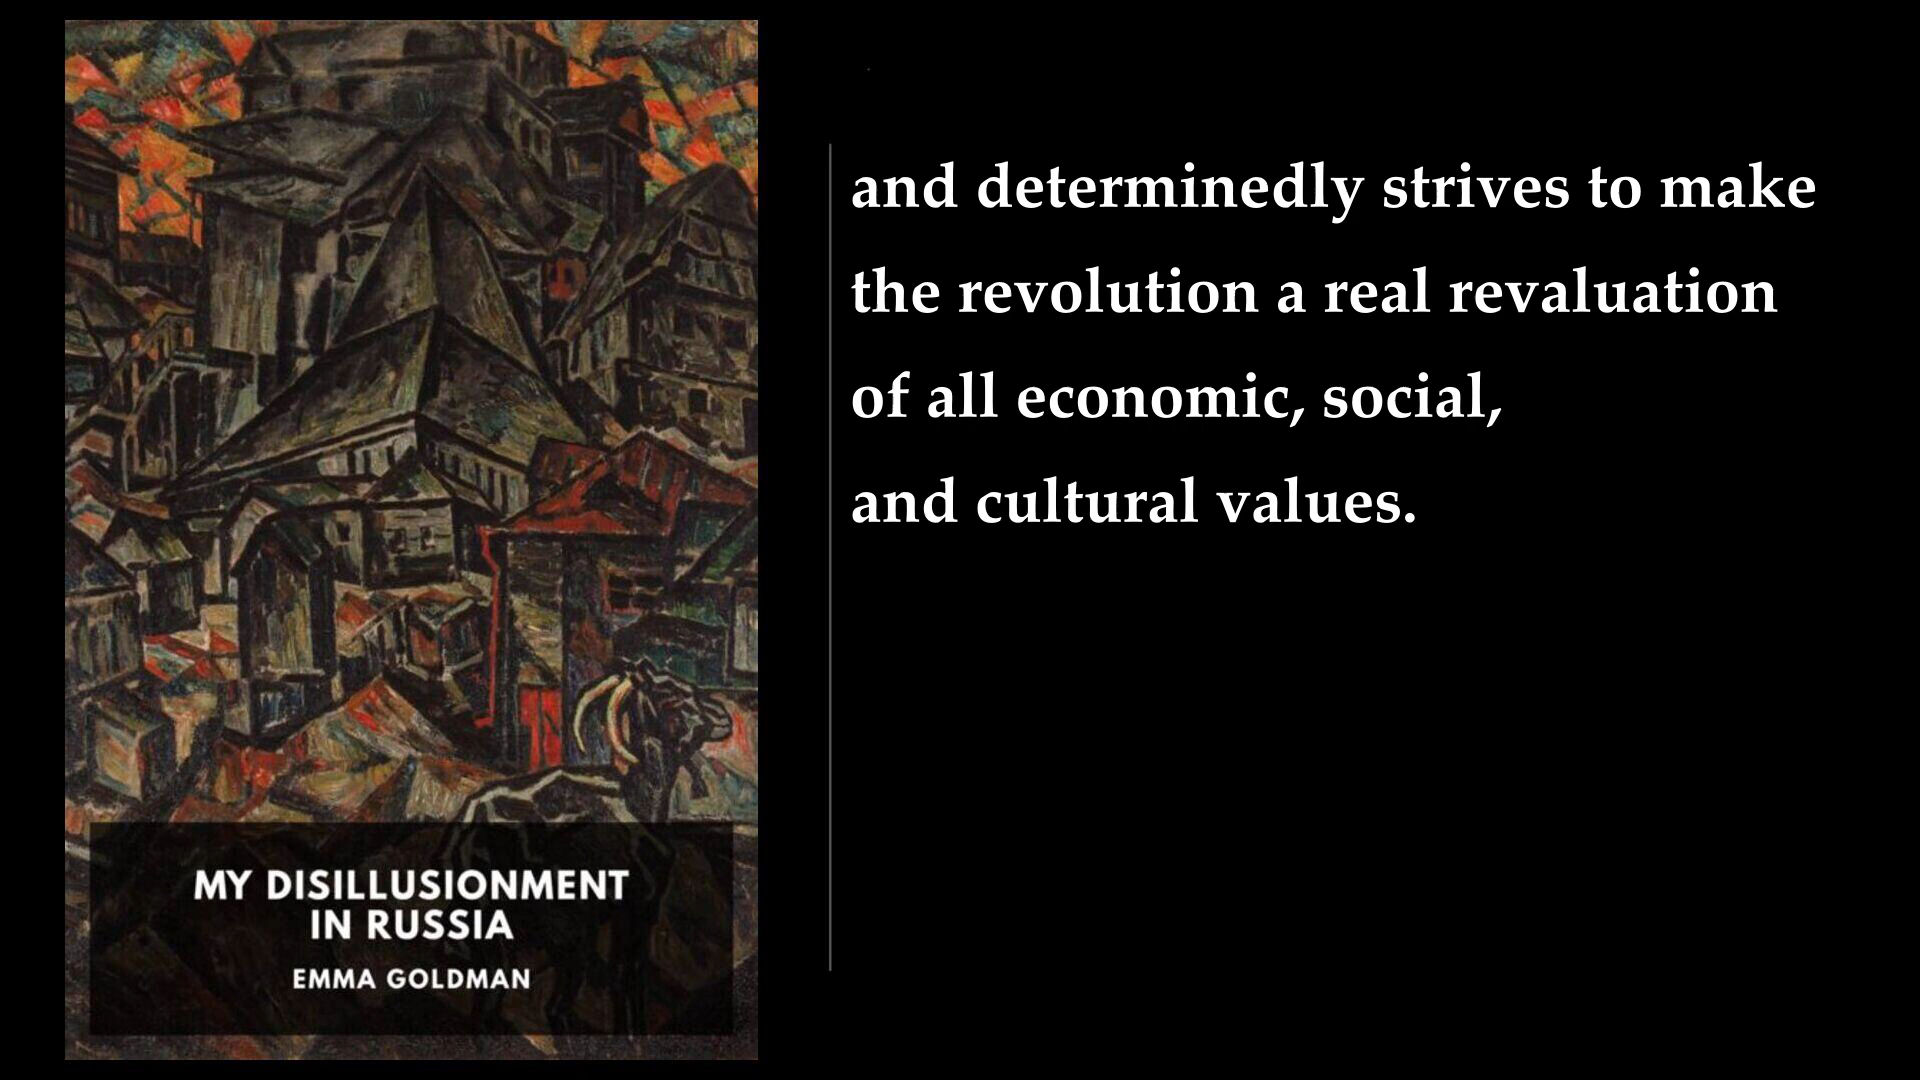 and determinedly strives to make
the revolution a real revaluation
of all economic, social,
and cultural values.
MY DISILLUSIONMENT
IN RUSSIA
EMMA GOLDMAN